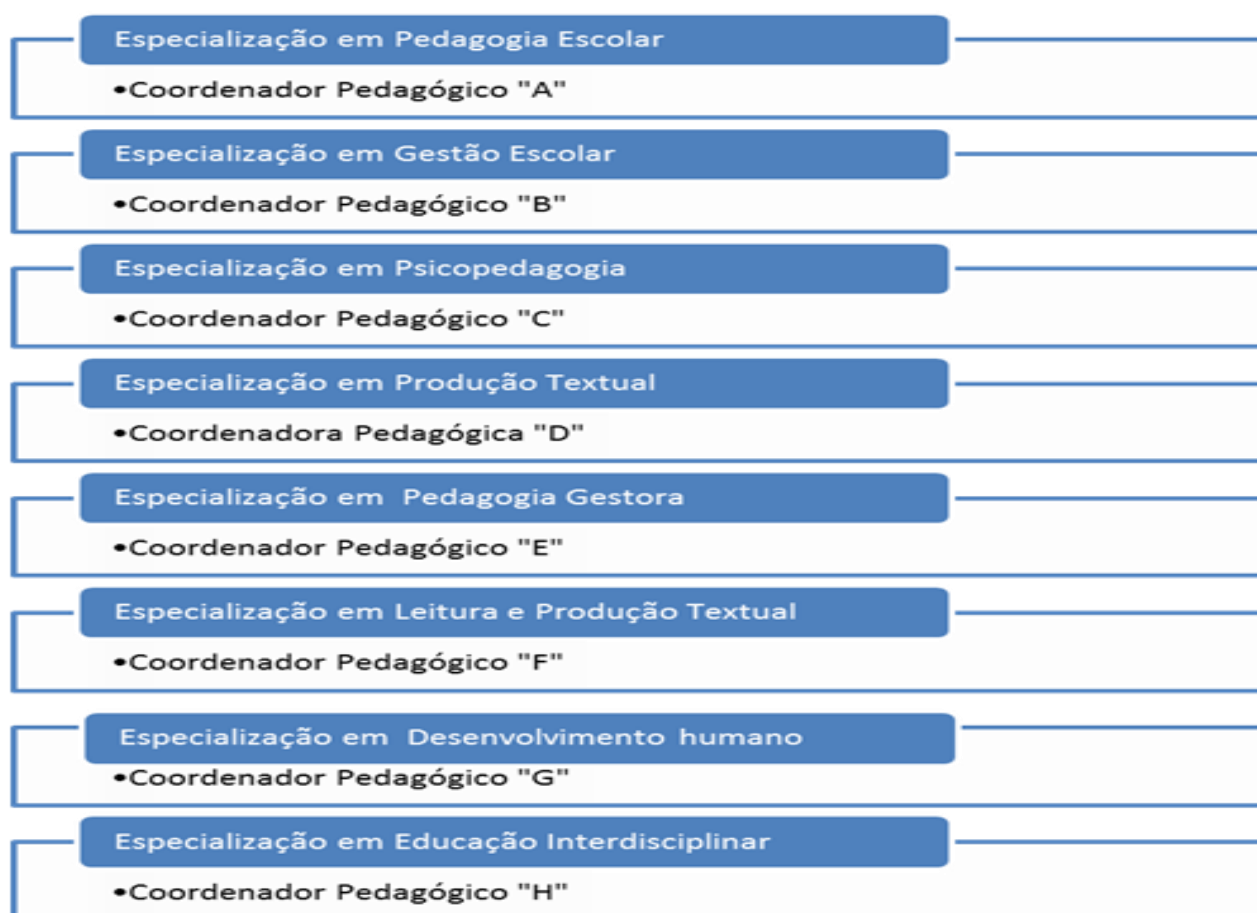 Especialização em Pedagogia Escolar
•Coordenador Pedagógico "A"
Especialização em Gestão Escolar
•Coordenador Pedagógico "B"
Especialização em Psicopedagogia
•Coordenador Pedagógico "C"
Especialização em Produção Textual
•Coordenadora Pedagógica "D"
Especialização em Pedagogia Gestora
•Coordenador Pedagógico "E"
Especialização em Leitura e Produção Textual
•Coordenador Pedagógico "F"
Especialização em Desenvolvimento humano
•Coordenador Pedagógico "G"
Especialização em Educação Interdisciplinar
•Coordenador Pedagógico "H"